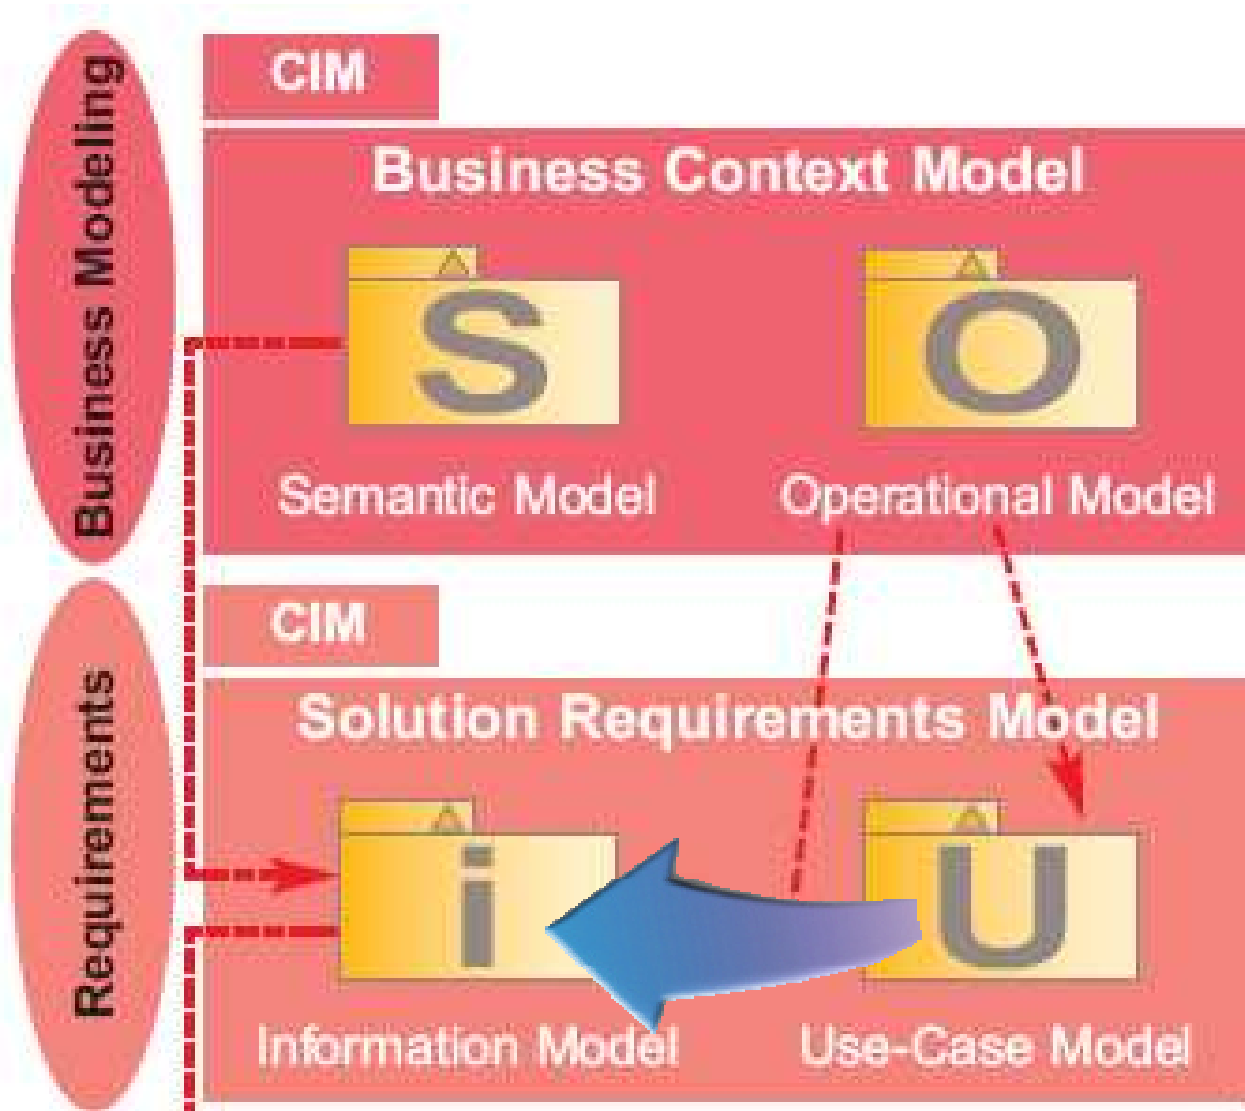 Business Modeling
CIM
Business Context Model
S
O
Semantic Model
Operational Model
Requirements
CIM
Solution Requirements Model
i
U
Information Model
Use-Case Model